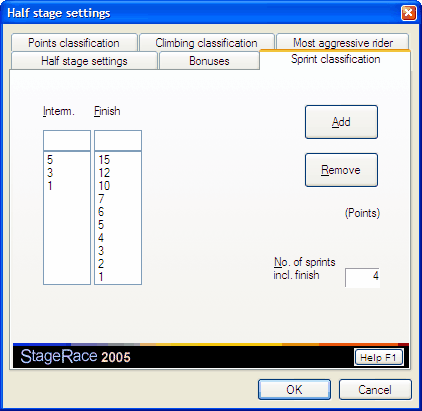 Half stage settings
Points classification Climbing classification Most aggressive rider
Half stage settings Bonuses Sprint classification
Interm. Finish
Add
5 15
3 12
1 10
7
6
5
4
3
2
1
Remove
(Points)
No. of sprints
incl. finish 4
StageRace 2005 Help F1
OK Cancel